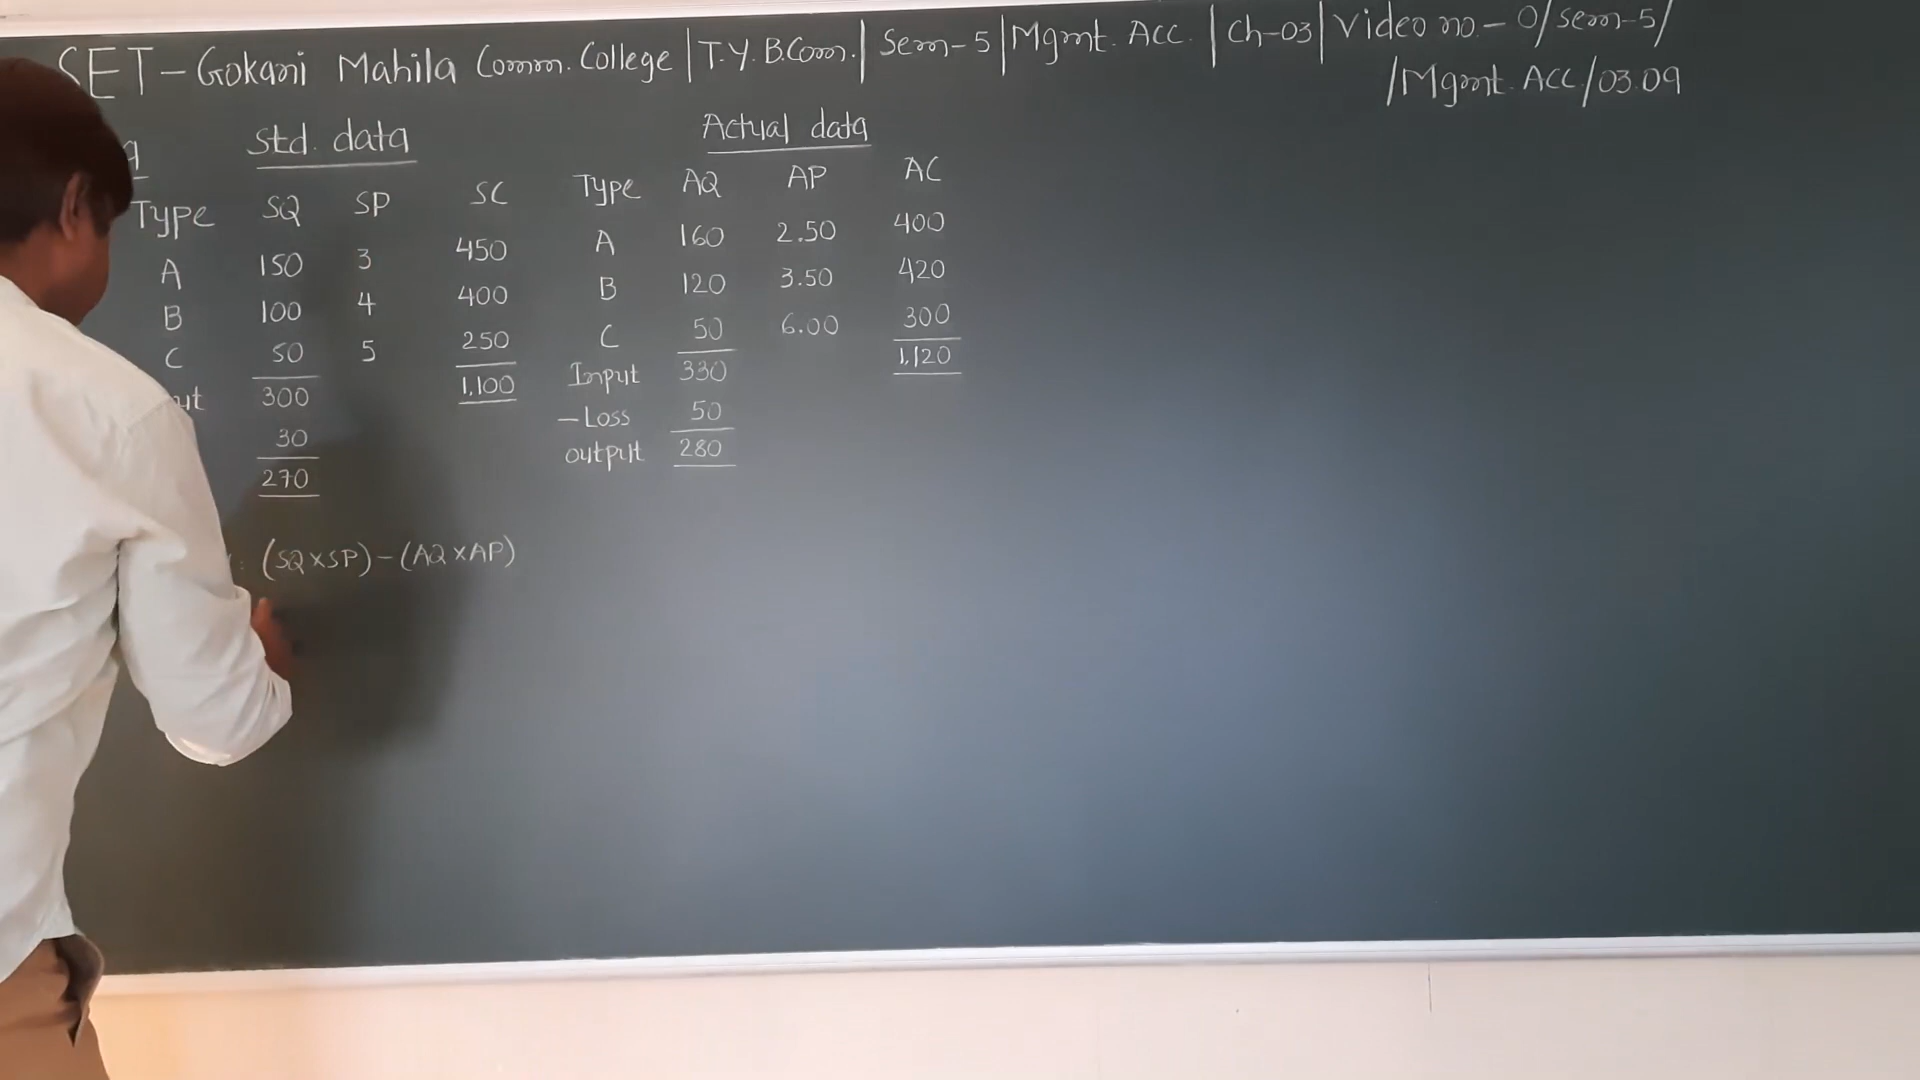 SET-Gokani Mahila Comm. College | T.Y. B.Com. | Sem-5 | Mgmt. Acc. | Ch-03 | Video no.- 0/sem-5/
/Mgmt. Acc/03.09
Std. data
Type SQ SP SC
A 150 3 450
B 100 4 400
C 50 5 250
300 1,100
30
270
Actual data
Type AQ AP AC
A 160 2.50 400
B 120 3.50 420
C 50 6.00 300
Input 330 1,120
-Loss 50
output 280
: (SQ×SP)-(AQ×AP)